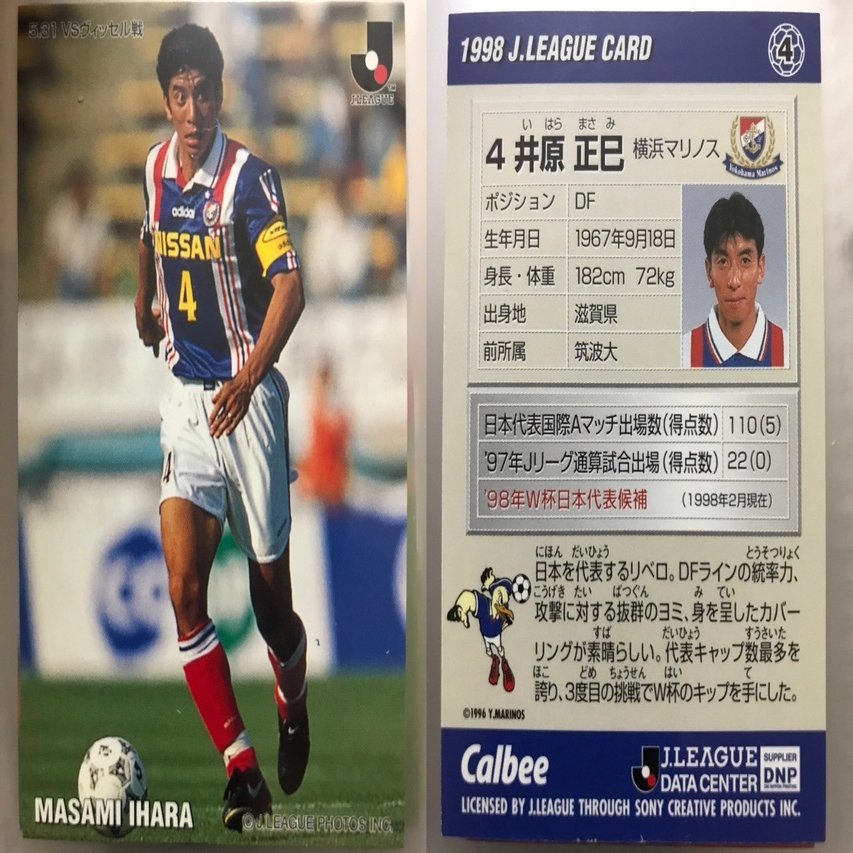 5.31 VSヴィッセル戦
J.LEAGUE
TM
adidas
NISSAN
4
4
MASAMI IHARA
© J.LEAGUE PHOTOS INC.
1998 J.LEAGUE CARD
4
い はら まさ み
4 井原 正巳 横浜マリノス
Yokohama Marinos
ポジション DF
生年月日 1967年9月18日
身長・体重 182cm 72kg
出身地 滋賀県
前所属 筑波大
日本代表国際Aマッチ出場数(得点数) 110(5)
'97年Jリーグ通算試合出場(得点数) 22(0)
'98年W杯日本代表候補 (1998年2月現在)
にほん だいひょう とうそつりょく
日本を代表するリベロ。DFラインの統率力、
こうげき たい ばつぐん み てい
攻撃に対する抜群のヨミ、身を呈したカバー
すば だいひょう すうさいた
リングが素晴らしい。代表キャップ数最多を
ほこ どめ ちょうせん はい て
誇り、3度目の挑戦でW杯のキップを手にした。
©1996 Y.MARINOS
Calbee
J.LEAGUE
DATA CENTER
SUPPLIER
DNP
DAI NIPPON PRINTING
LICENSED BY J.LEAGUE THROUGH SONY CREATIVE PRODUCTS INC.